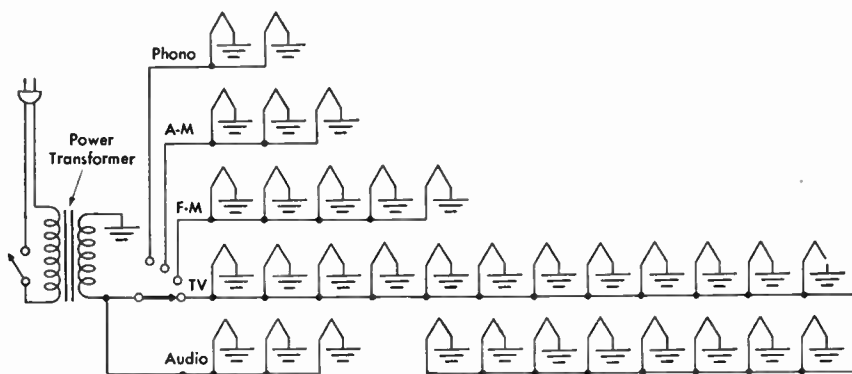 Phono
A-M
Power
Transformer
F-M
TV
Audio